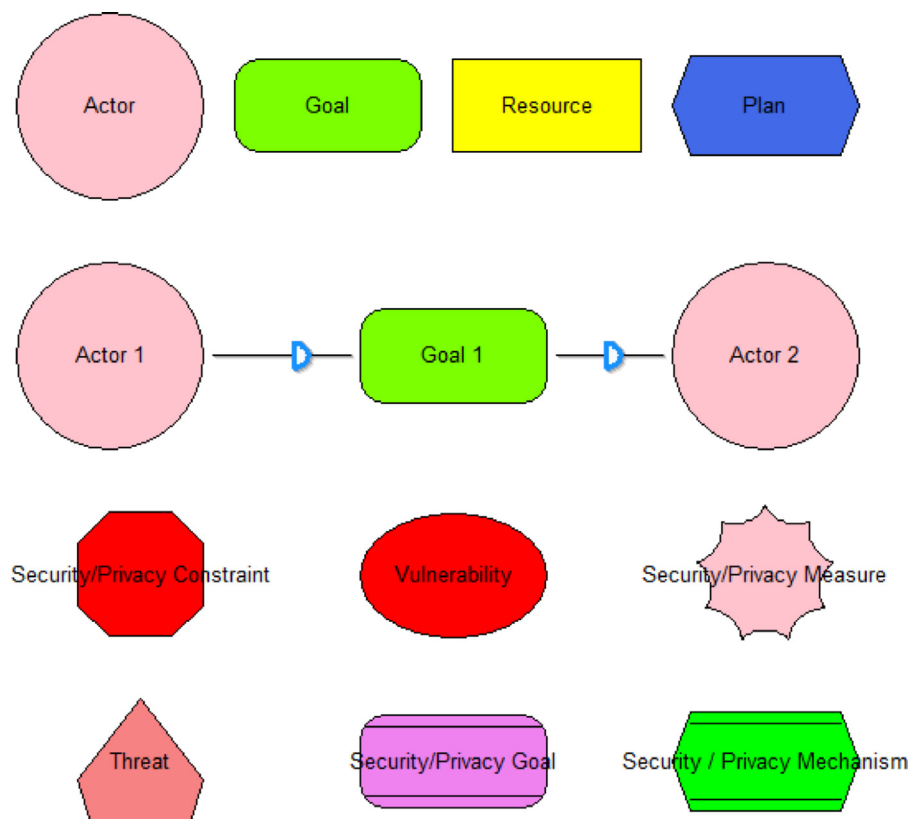 Actor
Goal
Resource
Plan
Actor 1
Goal 1
Actor 2
Security/Privacy Constraint
Vulnerability
Security/Privacy Measure
Threat
Security/Privacy Goal
Security / Privacy Mechanism